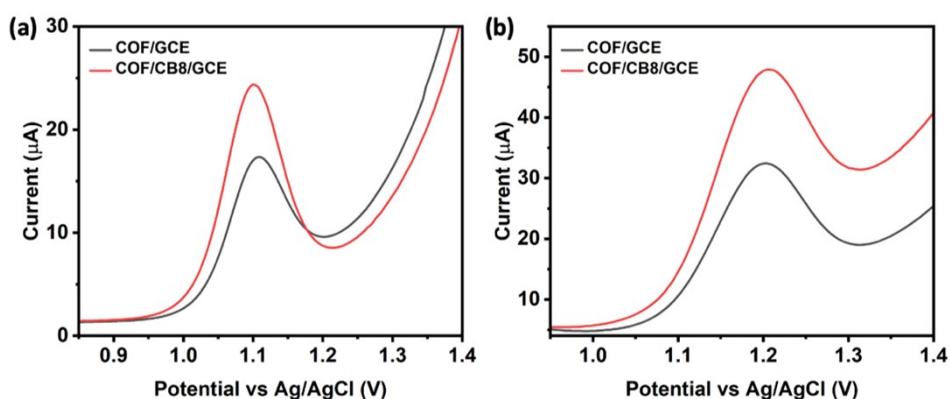 (a)
COF/GCE
COF/CB8/GCE
30
20
10
0
Current (μA)
0.9 1.0 1.1 1.2 1.3 1.4
Potential vs Ag/AgCl (V)
(b)
COF/GCE
COF/CB8/GCE
50
40
30
20
10
Current (μA)
1.0 1.1 1.2 1.3 1.4
Potential vs Ag/AgCl (V)